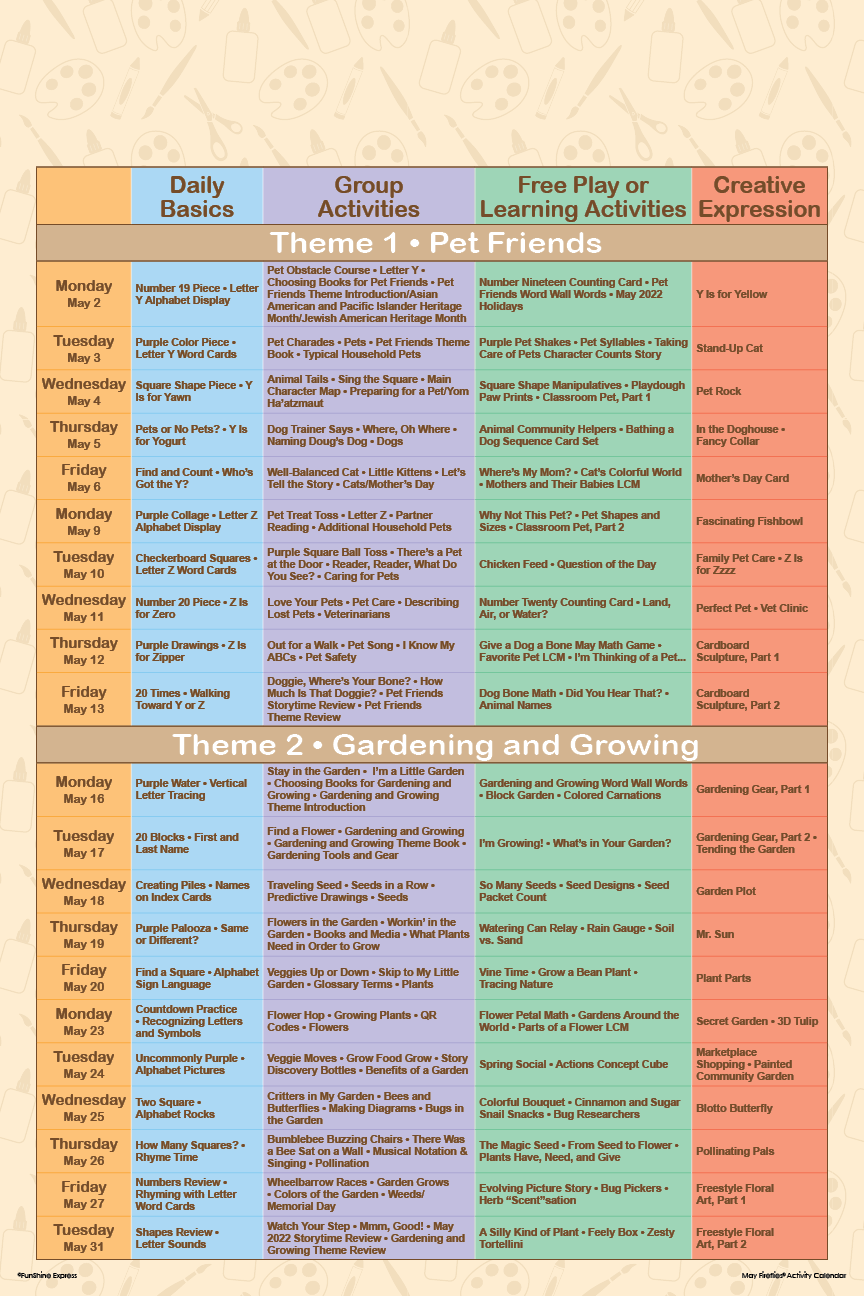 Daily
Basics
Group
Activities
Free Play or
Learning Activities
Creative
Expression
Theme 1 • Pet Friends
Monday
May 2
Number 19 Piece • Letter
Y Alphabet Display
Pet Obstacle Course • Letter Y •
Choosing Books for Pet Friends • Pet
Friends Theme Introduction/Asian
American and Pacific Islander Heritage
Month/Jewish American Heritage Month
Number Nineteen Counting Card • Pet
Friends Word Wall Words • May 2022
Holidays
Y Is for Yellow
Tuesday
May 3
Purple Color Piece •
Letter Y Word Cards
Pet Charades • Pets • Pet Friends Theme
Book • Typical Household Pets
Purple Pet Shakes • Pet Syllables • Taking
Care of Pets Character Counts Story
Stand-Up Cat
Wednesday
May 4
Square Shape Piece • Y
Is for Yawn
Animal Tails • Sing the Square • Main
Character Map • Preparing for a Pet/Yom
Ha’atzmaut
Square Shape Manipulatives • Playdough
Paw Prints • Classroom Pet, Part 1
Pet Rock
Thursday
May 5
Pets or No Pets? • Y Is
for Yogurt
Dog Trainer Says • Where, Oh Where •
Naming Doug’s Dog • Dogs
Animal Community Helpers • Bathing a
Dog Sequence Card Set
In the Doghouse •
Fancy Collar
Friday
May 6
Find and Count • Who’s
Got the Y?
Well-Balanced Cat • Little Kittens • Let’s
Tell the Story • Cats/Mother’s Day
Where’s My Mom? • Cat’s Colorful World
• Mothers and Their Babies LCM
Mother’s Day Card
Monday
May 9
Purple Collage • Letter Z
Alphabet Display
Pet Treat Toss • Letter Z • Partner
Reading • Additional Household Pets
Why Not This Pet? • Pet Shapes and
Sizes • Classroom Pet, Part 2
Fascinating Fishbowl
Tuesday
May 10
Checkerboard Squares •
Letter Z Word Cards
Purple Square Ball Toss • There’s a Pet
at the Door • Reader, Reader, What Do
You See? • Caring for Pets
Chicken Feed • Question of the Day
Family Pet Care • Z Is
for Zzzz
Wednesday
May 11
Number 20 Piece • Z Is
for Zero
Love Your Pets • Pet Care • Describing
Lost Pets • Veterinarians
Number Twenty Counting Card • Land,
Air, or Water?
Perfect Pet • Vet Clinic
Thursday
May 12
Purple Drawings • Z Is
for Zipper
Out for a Walk • Pet Song • I Know My
ABCs • Pet Safety
Give a Dog a Bone May Math Game •
Favorite Pet LCM • I’m Thinking of a Pet...
Cardboard
Sculpture, Part 1
Friday
May 13
20 Times • Walking
Toward Y or Z
Doggie, Where’s Your Bone? • How
Much Is That Doggie? • Pet Friends
Storytime Review • Pet Friends
Theme Review
Dog Bone Math • Did You Hear That? •
Animal Names
Cardboard
Sculpture, Part 2
Theme 2 • Gardening and Growing
Monday
May 16
Purple Water • Vertical
Letter Tracing
Stay in the Garden • I’m a Little Garden
• Choosing Books for Gardening and
Growing • Gardening and Growing
Theme Introduction
Gardening and Growing Word Wall Words
• Block Garden • Colored Carnations
Gardening Gear, Part 1
Tuesday
May 17
20 Blocks • First and
Last Name
Find a Flower • Gardening and Growing
• Gardening and Growing Theme Book •
Gardening Tools and Gear
I’m Growing! • What’s in Your Garden?
Gardening Gear, Part 2 •
Tending the Garden
Wednesday
May 18
Creating Piles • Names
on Index Cards
Traveling Seed • Seeds in a Row •
Predictive Drawings • Seeds
So Many Seeds • Seed Designs • Seed
Packet Count
Garden Plot
Thursday
May 19
Purple Palooza • Same
or Different?
Flowers in the Garden • Workin’ in the
Garden • Books and Media • What Plants
Need in Order to Grow
Watering Can Relay • Rain Gauge • Soil
vs. Sand
Mr. Sun
Friday
May 20
Find a Square • Alphabet
Sign Language
Veggies Up or Down • Skip to My Little
Garden • Glossary Terms • Plants
Vine Time • Grow a Bean Plant •
Tracing Nature
Plant Parts
Monday
May 23
Countdown Practice
• Recognizing Letters
and Symbols
Flower Hop • Growing Plants • QR
Codes • Flowers
Flower Petal Math • Gardens Around the
World • Parts of a Flower LCM
Secret Garden • 3D Tulip
Tuesday
May 24
Uncommonly Purple •
Alphabet Pictures
Veggie Moves • Grow Food Grow • Story
Discovery Bottles • Benefits of a Garden
Spring Social • Actions Concept Cube
Marketplace
Shopping • Painted
Community Garden
Wednesday
May 25
Two Square •
Alphabet Rocks
Critters in My Garden • Bees and
Butterflies • Making Diagrams • Bugs in
the Garden
Colorful Bouquet • Cinnamon and Sugar
Snail Snacks • Bug Researchers
Blotto Butterfly
Thursday
May 26
How Many Squares? •
Rhyme Time
Bumblebee Buzzing Chairs • There Was
a Bee Sat on a Wall • Musical Notation &
Singing • Pollination
The Magic Seed • From Seed to Flower •
Plants Have, Need, and Give
Pollinating Pals
Friday
May 27
Numbers Review •
Rhyming with Letter
Word Cards
Wheelbarrow Races • Garden Grows
• Colors of the Garden • Weeds/
Memorial Day
Evolving Picture Story • Bug Pickers •
Herb “Scent”sation
Freestyle Floral
Art, Part 1
Tuesday
May 31
Shapes Review •
Letter Sounds
Watch Your Step • Mmm, Good! • May
2022 Storytime Review • Gardening and
Growing Theme Review
A Silly Kind of Plant • Feely Box • Zesty
Tortellini
Freestyle Floral
Art, Part 2
©FunShine Express
May Fireflies® Activity Calendar